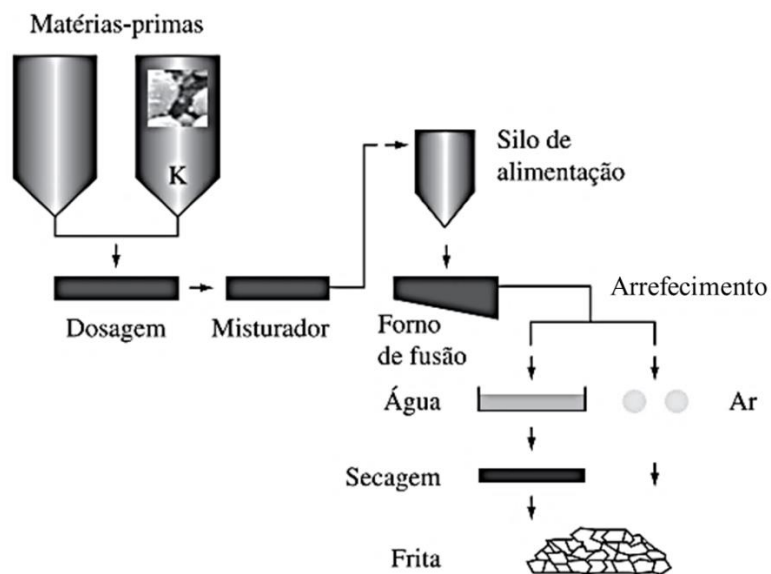 Matérias-primas
K
Silo de
alimentação
Dosagem
Misturador
Forno
de fusão
Arrefecimento
Água
Ar
Secagem
Frita